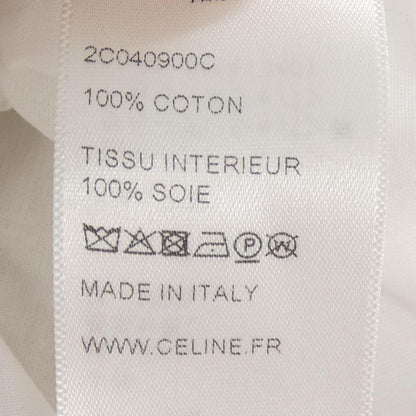 2C040900C
100% COTON
TISSU INTERIEUR
100% SOIE
MADE IN ITALY
WWW.CELINE.FR